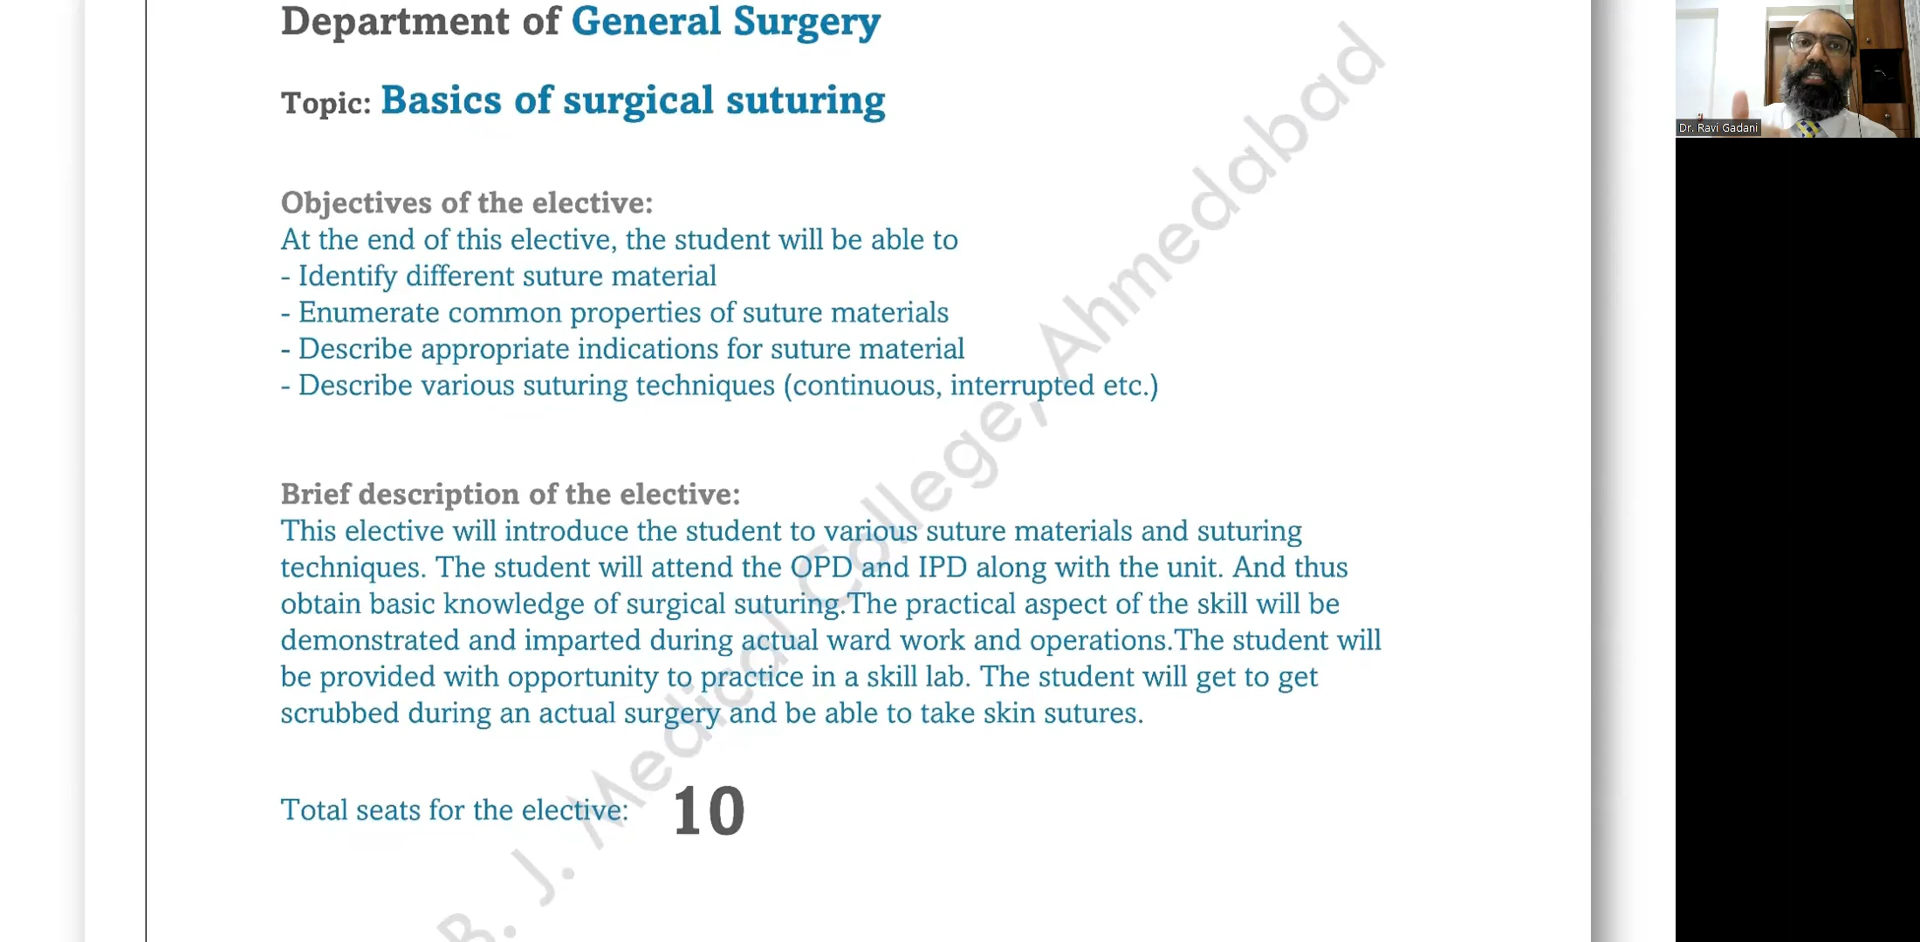 Department of General Surgery
Topic: Basics of surgical suturing
Objectives of the elective:
At the end of this elective, the student will be able to
- Identify different suture material
- Enumerate common properties of suture materials
- Describe appropriate indications for suture material
- Describe various suturing techniques (continuous, interrupted etc.)
Brief description of the elective:
This elective will introduce the student to various suture materials and suturing
techniques. The student will attend the OPD and IPD along with the unit. And thus
obtain basic knowledge of surgical suturing.The practical aspect of the skill will be
demonstrated and imparted during actual ward work and operations.The student will
be provided with opportunity to practice in a skill lab. The student will get to get
scrubbed during an actual surgery and be able to take skin sutures.
Total seats for the elective: 10
B. J. Medical College, Ahmedabad
Dr. Ravi Gadani